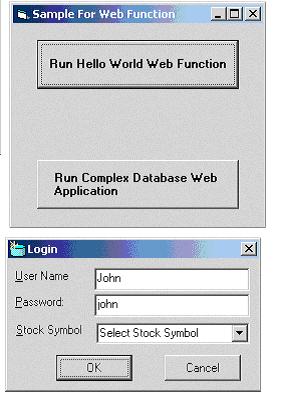 Sample For Web Function
Run Hello World Web Function
Run Complex Database Web
Application
Login
User Name
John
Password:
john
Stock Symbol
Select Stock Symbol
OK
Cancel